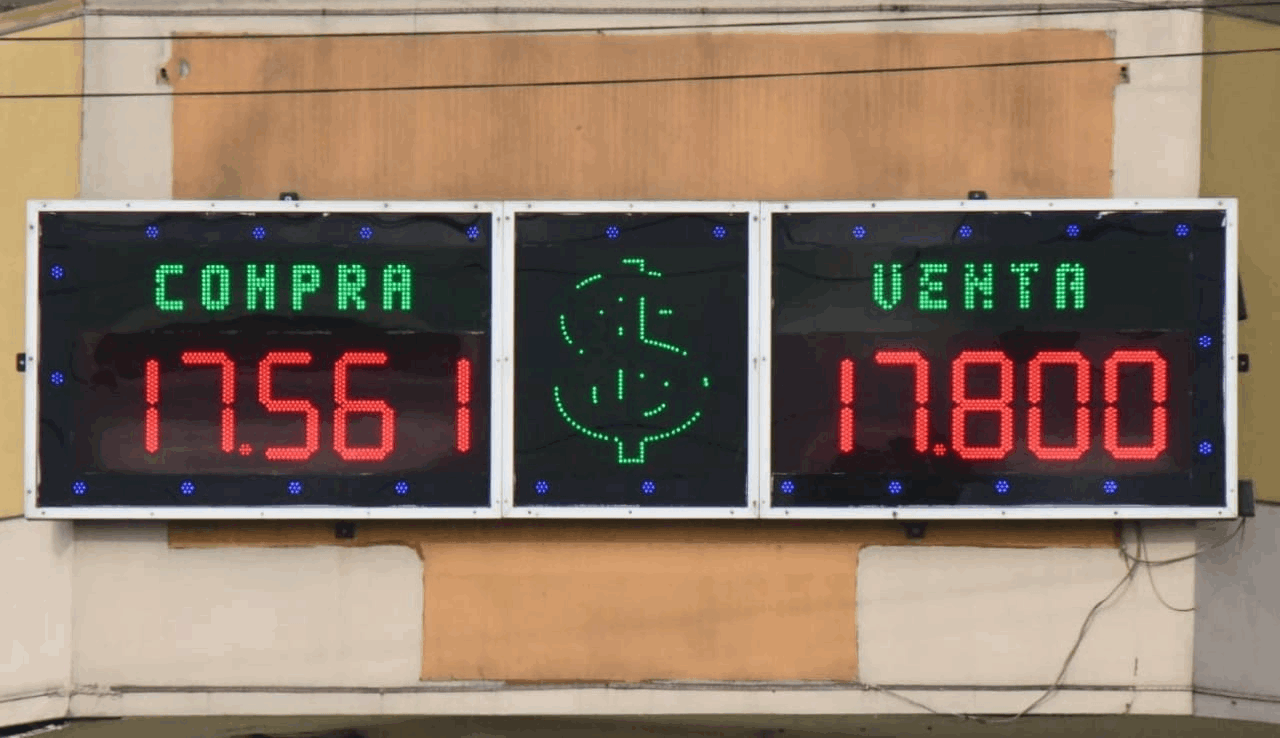 COMPRA
17.561
$
VENTA
17.800